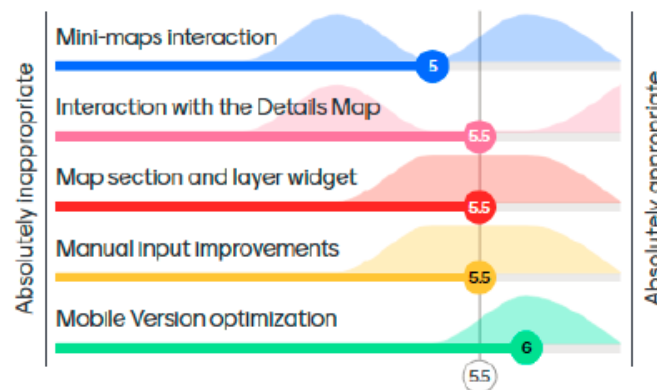 Absolutely inappropriate
Mini-maps interaction
5
Interaction with the Details Map
5.5
Map section and layer widget
5.5
Manual input improvements
5.5
Mobile Version optimization
6
5.5
Absolutely appropriate